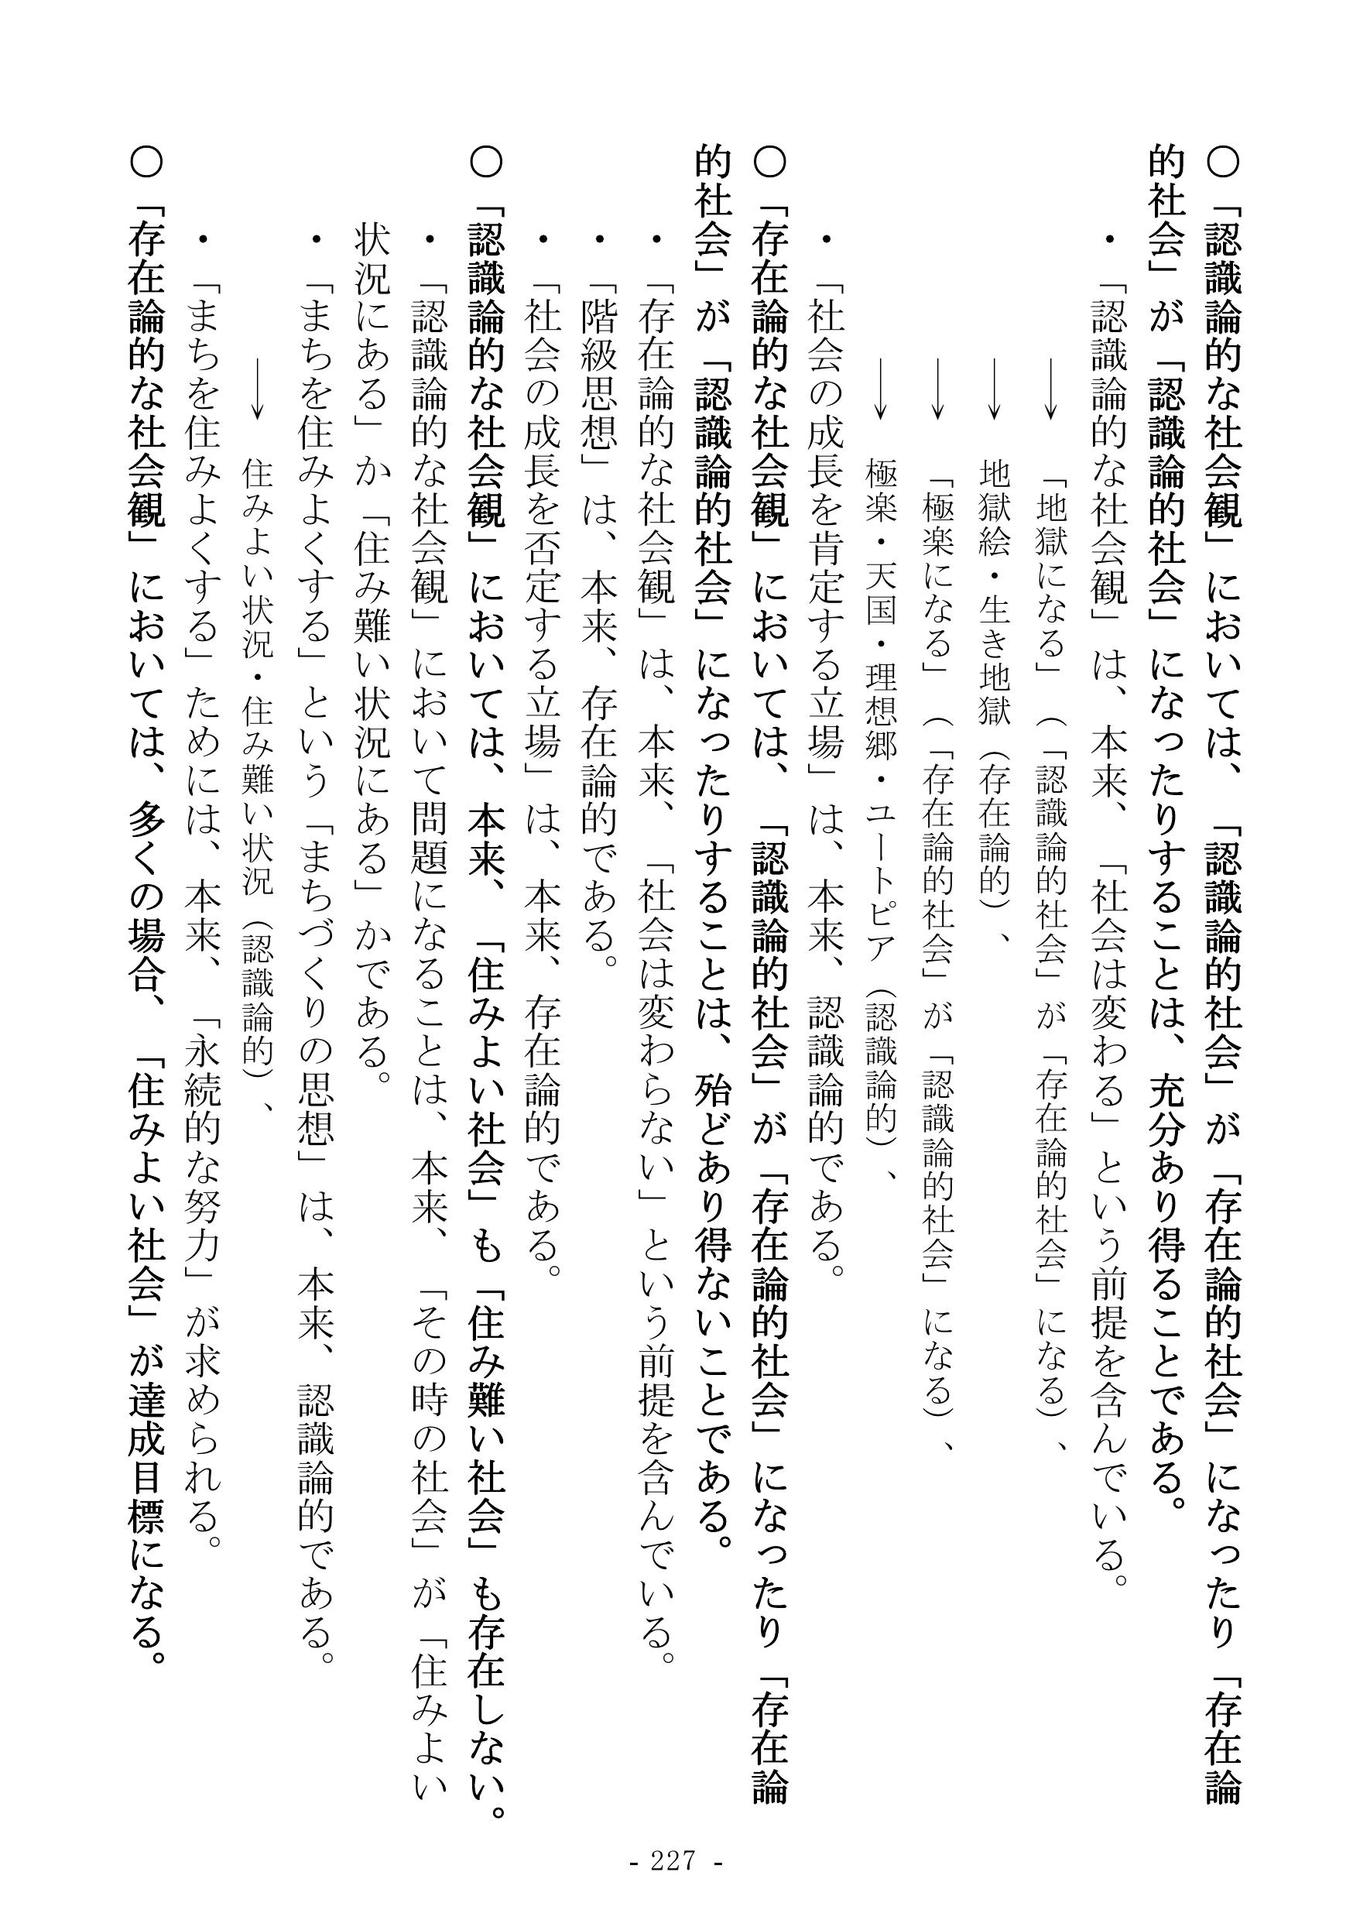 ○「認識論的な社会観」においては、「認識論的社会」が「存在論的社会」になったり「存在論
的社会」が「認識論的社会」になったりすることは、充分あり得ることである。
・「認識論的な社会観」は、本来、「社会は変わる」という前提を含んでいる。
→「地獄になる」（「認識論的社会」が「存在論的社会」になる）、
→地獄絵・生き地獄（存在論的）、
→「極楽になる」（「存在論的社会」が「認識論的社会」になる）、
→極楽・天国・理想郷・ユートピア（認識論的）、
・「社会の成長を肯定する立場」は、本来、認識論的である。
○「存在論的な社会観」においては、「認識論的社会」が「存在論的社会」になったり「存在論
的社会」が「認識論的社会」になったりすることは、殆どあり得ないことである。
・「存在論的な社会観」は、本来、「社会は変わらない」という前提を含んでいる。
・「階級思想」は、本来、存在論的である。
・「社会の成長を否定する立場」は、本来、存在論的である。
○「認識論的な社会観」においては、本来、「住みよい社会」も「住み難い社会」も存在しない。
・「認識論的な社会観」において問題になることは、本来、「その時の社会」が「住みよい
状況にある」か「住み難い状況にある」かである。
・「まちを住みよくする」という「まちづくりの思想」は、本来、認識論的である。
→住みよい状況・住み難い状況（認識論的）、
・「まちを住みよくする」ためには、本来、「永続的な努力」が求められる。
○「存在論的な社会観」においては、多くの場合、「住みよい社会」が達成目標になる。
- 227 -